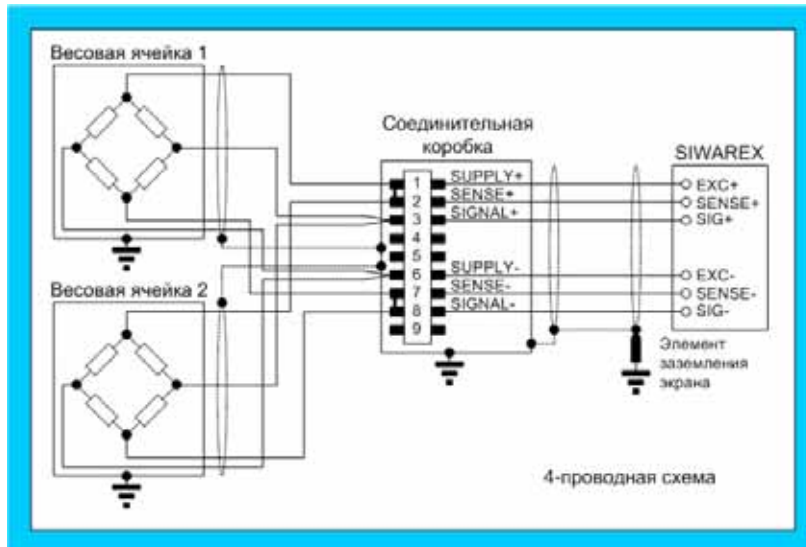 Весовая ячейка 1
Соединительная
коробка
SIWAREX
1 SUPPLY+ EXC+
2 SENSE+ SENSE+
3 SIGNAL+ SIG+
4
5
6 SUPPLY- EXC-
7 SENSE- SENSE-
8 SIGNAL- SIG-
9
Весовая ячейка 2
Элемент
заземления
экрана
4-проводная схема